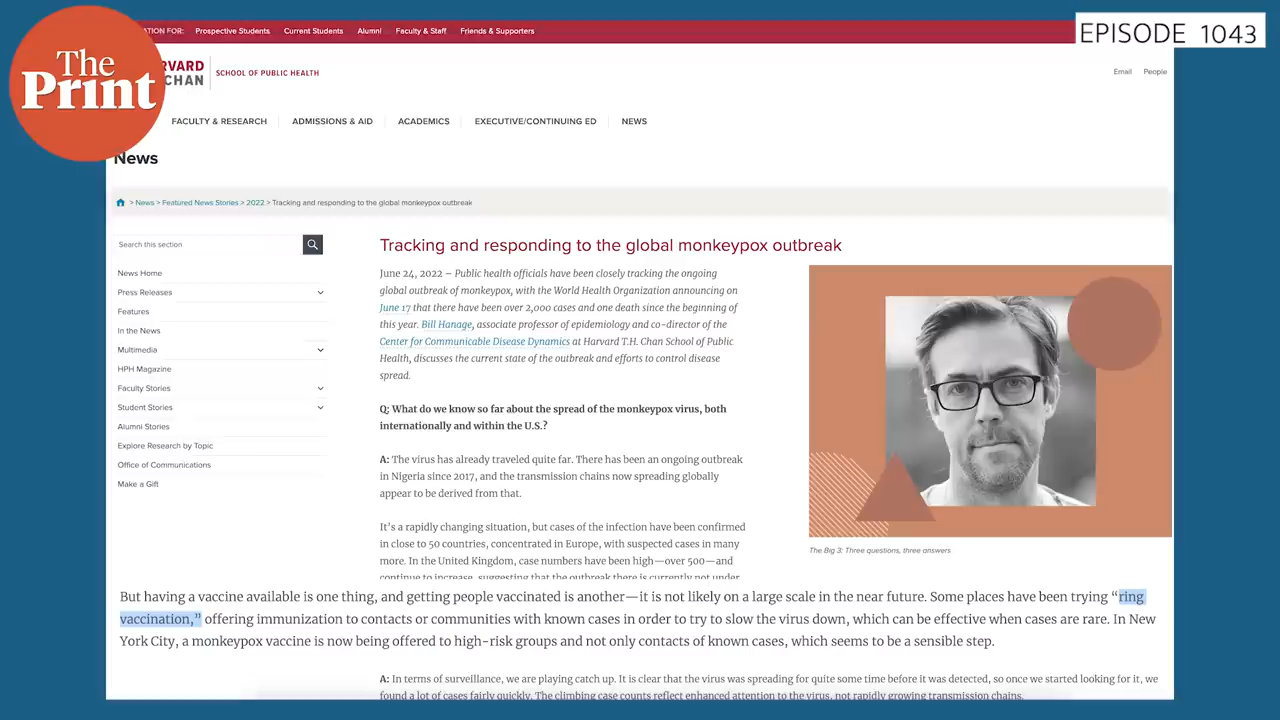 The
Print
EPISODE 1043
ATION FOR: Prospective Students Current Students Alumni Faculty & Staff Friends & Supporters
RVARD
CHAN
SCHOOL OF PUBLIC HEALTH
Email People
FACULTY & RESEARCH ADMISSIONS & AID ACADEMICS EXECUTIVE/CONTINUING ED NEWS
News
> News > Featured News Stories > 2022 > Tracking and responding to the global monkeypox outbreak
Search this section
News Home
Press Releases
Features
In the News
Multimedia
HPH Magazine
Faculty Stories
Student Stories
Alumni Stories
Explore Research by Topic
Office of Communications
Make a Gift
Tracking and responding to the global monkeypox outbreak
June 24, 2022 – Public health officials have been closely tracking the ongoing
global outbreak of monkeypox, with the World Health Organization announcing on
June 17 that there have been over 2,000 cases and one death since the beginning of
this year. Bill Hanage, associate professor of epidemiology and co-director of the
Center for Communicable Disease Dynamics at Harvard T.H. Chan School of Public
Health, discusses the current state of the outbreak and efforts to control disease
spread.
Q: What do we know so far about the spread of the monkeypox virus, both
internationally and within the U.S.?
A: The virus has already traveled quite far. There has been an ongoing outbreak
in Nigeria since 2017, and the transmission chains now spreading globally
appear to be derived from that.
It's a rapidly changing situation, but cases of the infection have been confirmed
in close to 50 countries, concentrated in Europe, with suspected cases in many
more. In the United Kingdom, case numbers have been high—over 500—and
continue to increase, suggesting that the outbreak there is currently not under
The Big 3: Three questions, three answers
But having a vaccine available is one thing, and getting people vaccinated is another—it is not likely on a large scale in the near future. Some places have been trying “ring
vaccination,” offering immunization to contacts or communities with known cases in order to try to slow the virus down, which can be effective when cases are rare. In New
York City, a monkeypox vaccine is now being offered to high-risk groups and not only contacts of known cases, which seems to be a sensible step.
A: In terms of surveillance, we are playing catch up. It is clear that the virus was spreading for quite some time before it was detected, so once we started looking for it, we
found a lot of cases fairly quickly. The climbing case counts reflect enhanced attention to the virus, not rapidly growing transmission chains.